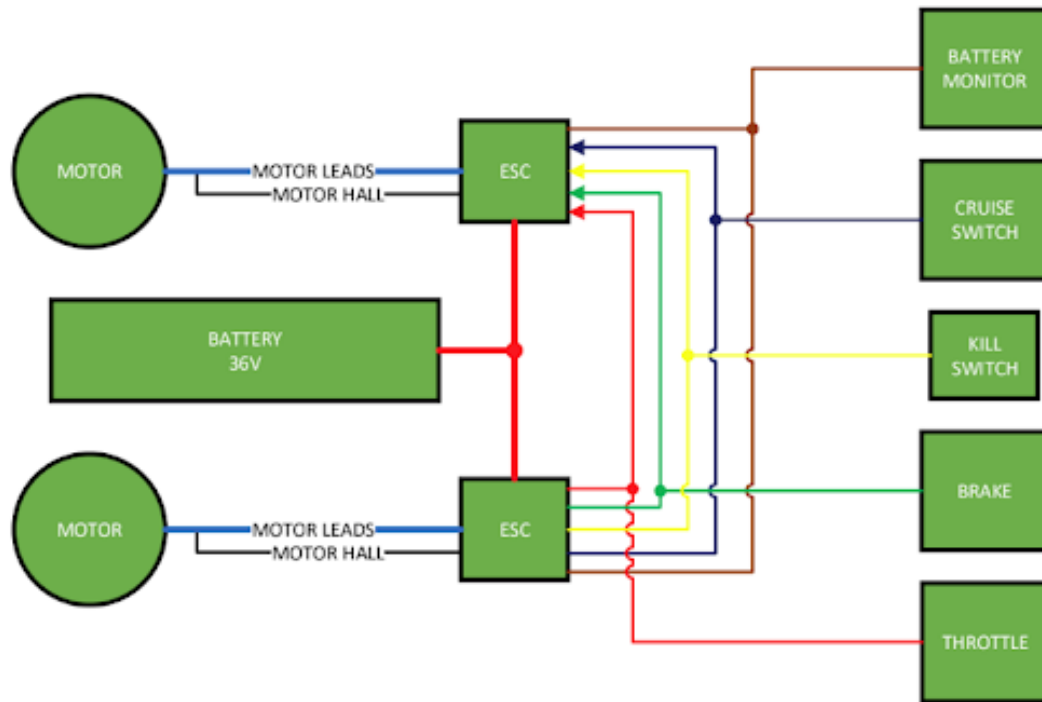 BATTERY
MONITOR
MOTOR
MOTOR LEADS
MOTOR HALL
ESC
CRUISE
SWITCH
BATTERY
36V
KILL
SWITCH
MOTOR
MOTOR LEADS
MOTOR HALL
ESC
BRAKE
THROTTLE